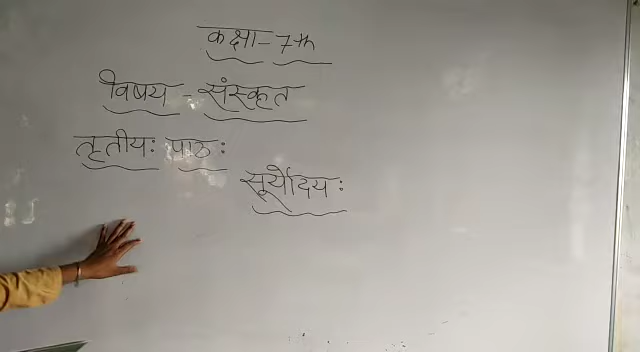 कक्षा - 7th
विषय - संस्कृत
तृतीयः पाठः
सूर्योदयः